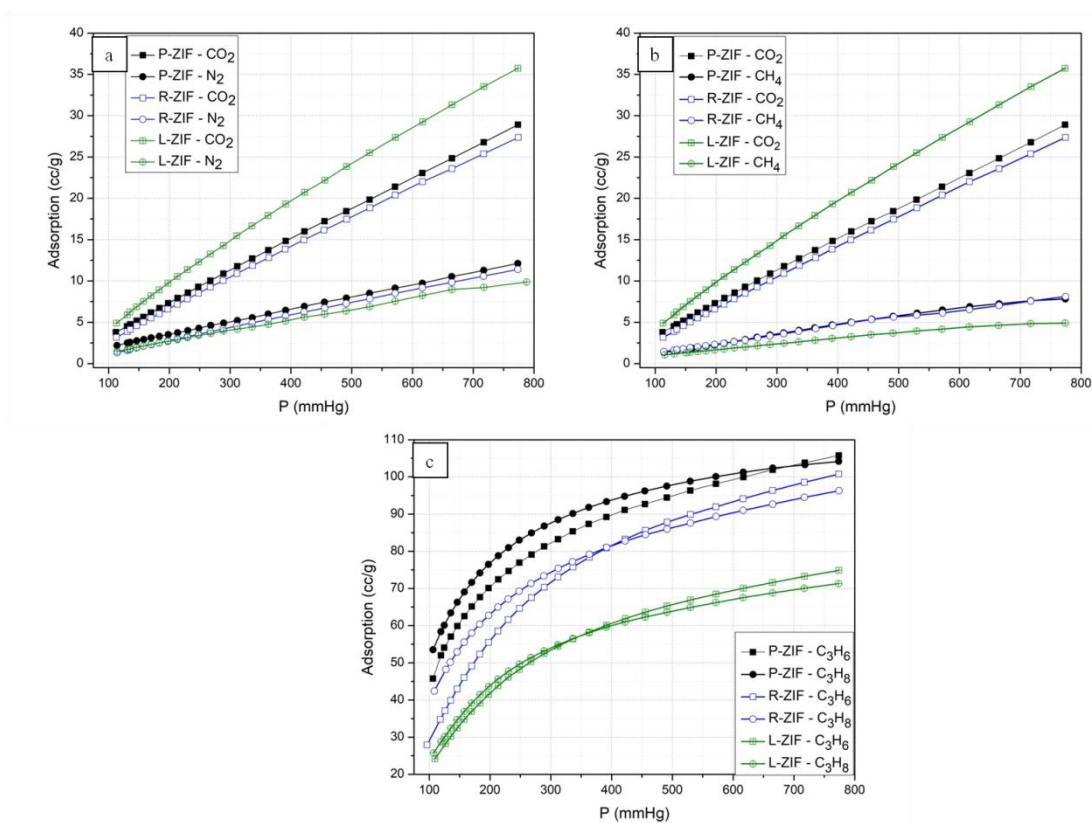 a
P-ZIF - CO₂
P-ZIF - N₂
R-ZIF - CO₂
R-ZIF - N₂
L-ZIF - CO₂
L-ZIF - N₂
Adsorption (cc/g)
40
35
30
25
20
15
10
5
0
100 200 300 400 500 600 700 800
P (mmHg)
b
P-ZIF - CO₂
P-ZIF - CH₄
R-ZIF - CO₂
R-ZIF - CH₄
L-ZIF - CO₂
L-ZIF - CH₄
Adsorption (cc/g)
40
35
30
25
20
15
10
5
0
100 200 300 400 500 600 700 800
P (mmHg)
c
Adsorption (cc/g)
110
100
90
80
70
60
50
40
30
20
P-ZIF - C₃H₆
P-ZIF - C₃H₈
R-ZIF - C₃H₆
R-ZIF - C₃H₈
L-ZIF - C₃H₆
L-ZIF - C₃H₈
100 200 300 400 500 600 700 800
P (mmHg)